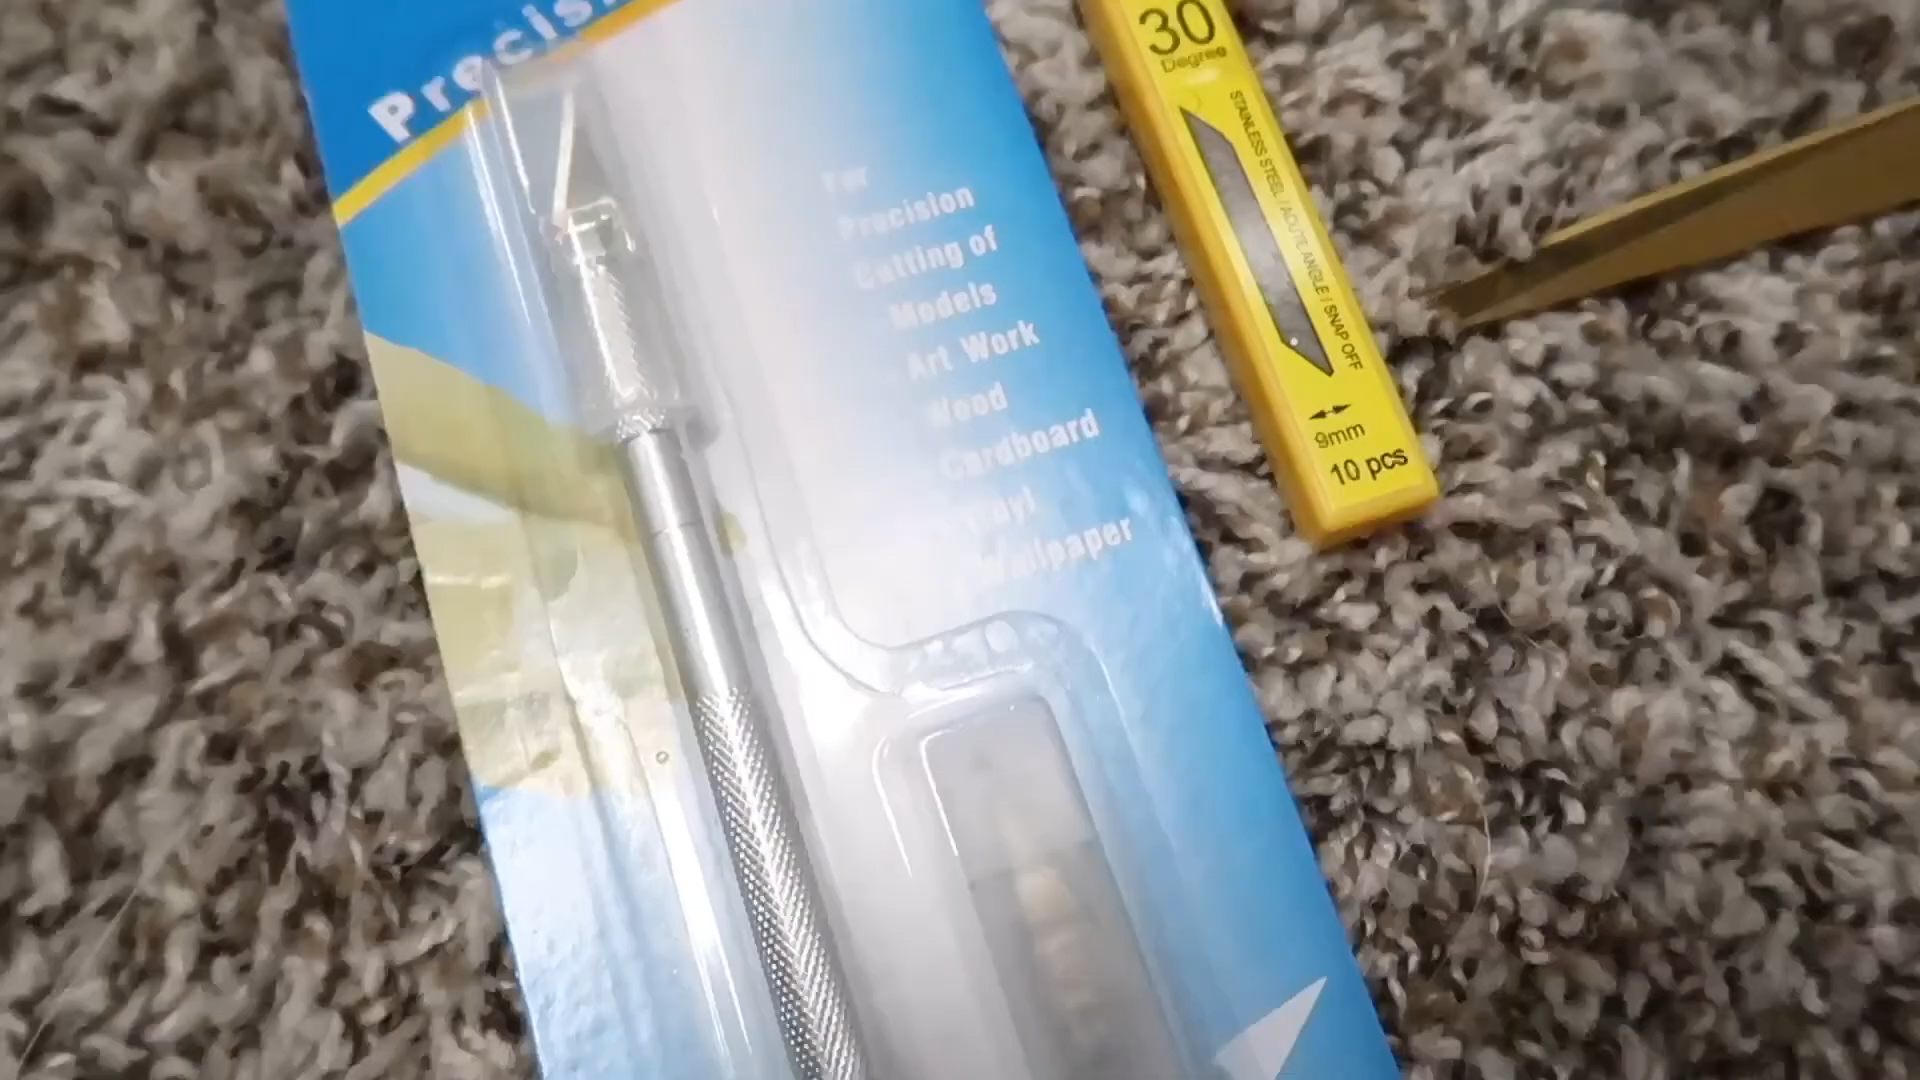 Precis
For
Precision
Cutting of
Models
Art Work
Wood
Cardboard
Vinyl
Wallpaper
30
Degree
STAINLESS STEEL / ACUTE ANGLE / SNAP OFF
9mm
10 pcs